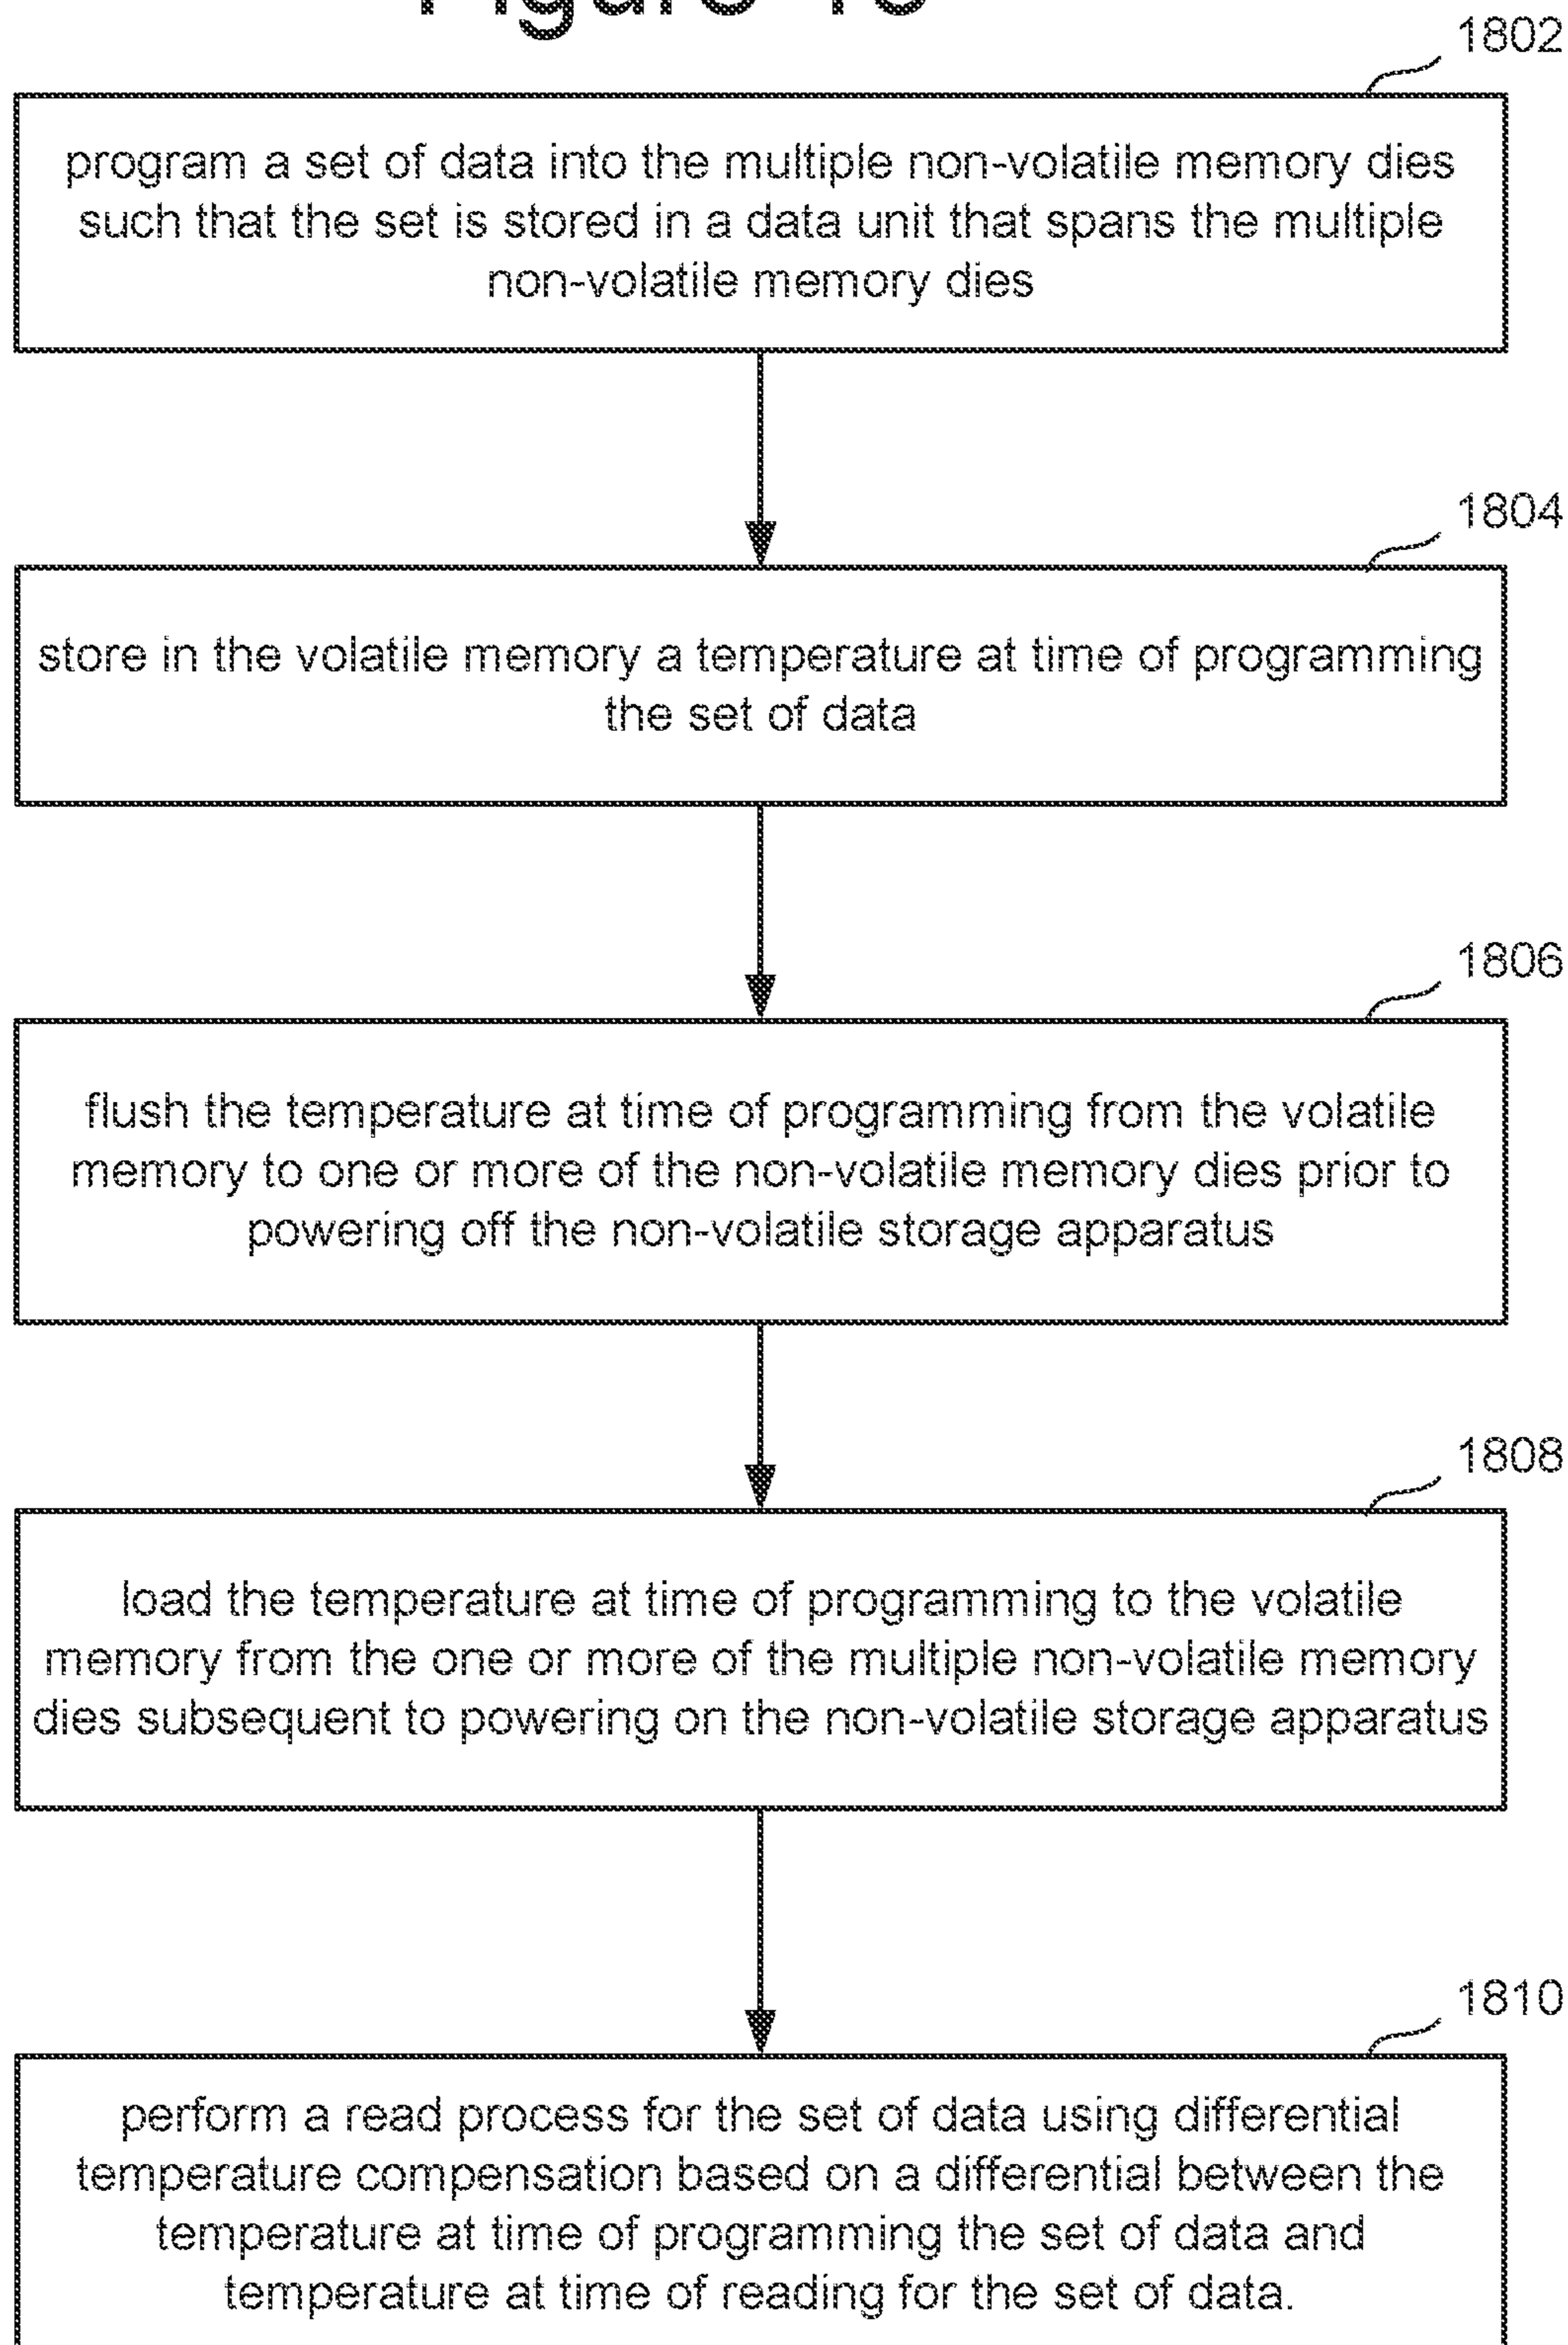 Figure 18
1802
program a set of data into the multiple non-volatile memory dies
such that the set is stored in a data unit that spans the multiple
non-volatile memory dies
1804
store in the volatile memory a temperature at time of programming
the set of data
1806
flush the temperature at time of programming from the volatile
memory to one or more of the non-volatile memory dies prior to
powering off the non-volatile storage apparatus
1808
load the temperature at time of programming to the volatile
memory from the one or more of the multiple non-volatile memory
dies subsequent to powering on the non-volatile storage apparatus
1810
perform a read process for the set of data using differential
temperature compensation based on a differential between the
temperature at time of programming the set of data and
temperature at time of reading for the set of data.